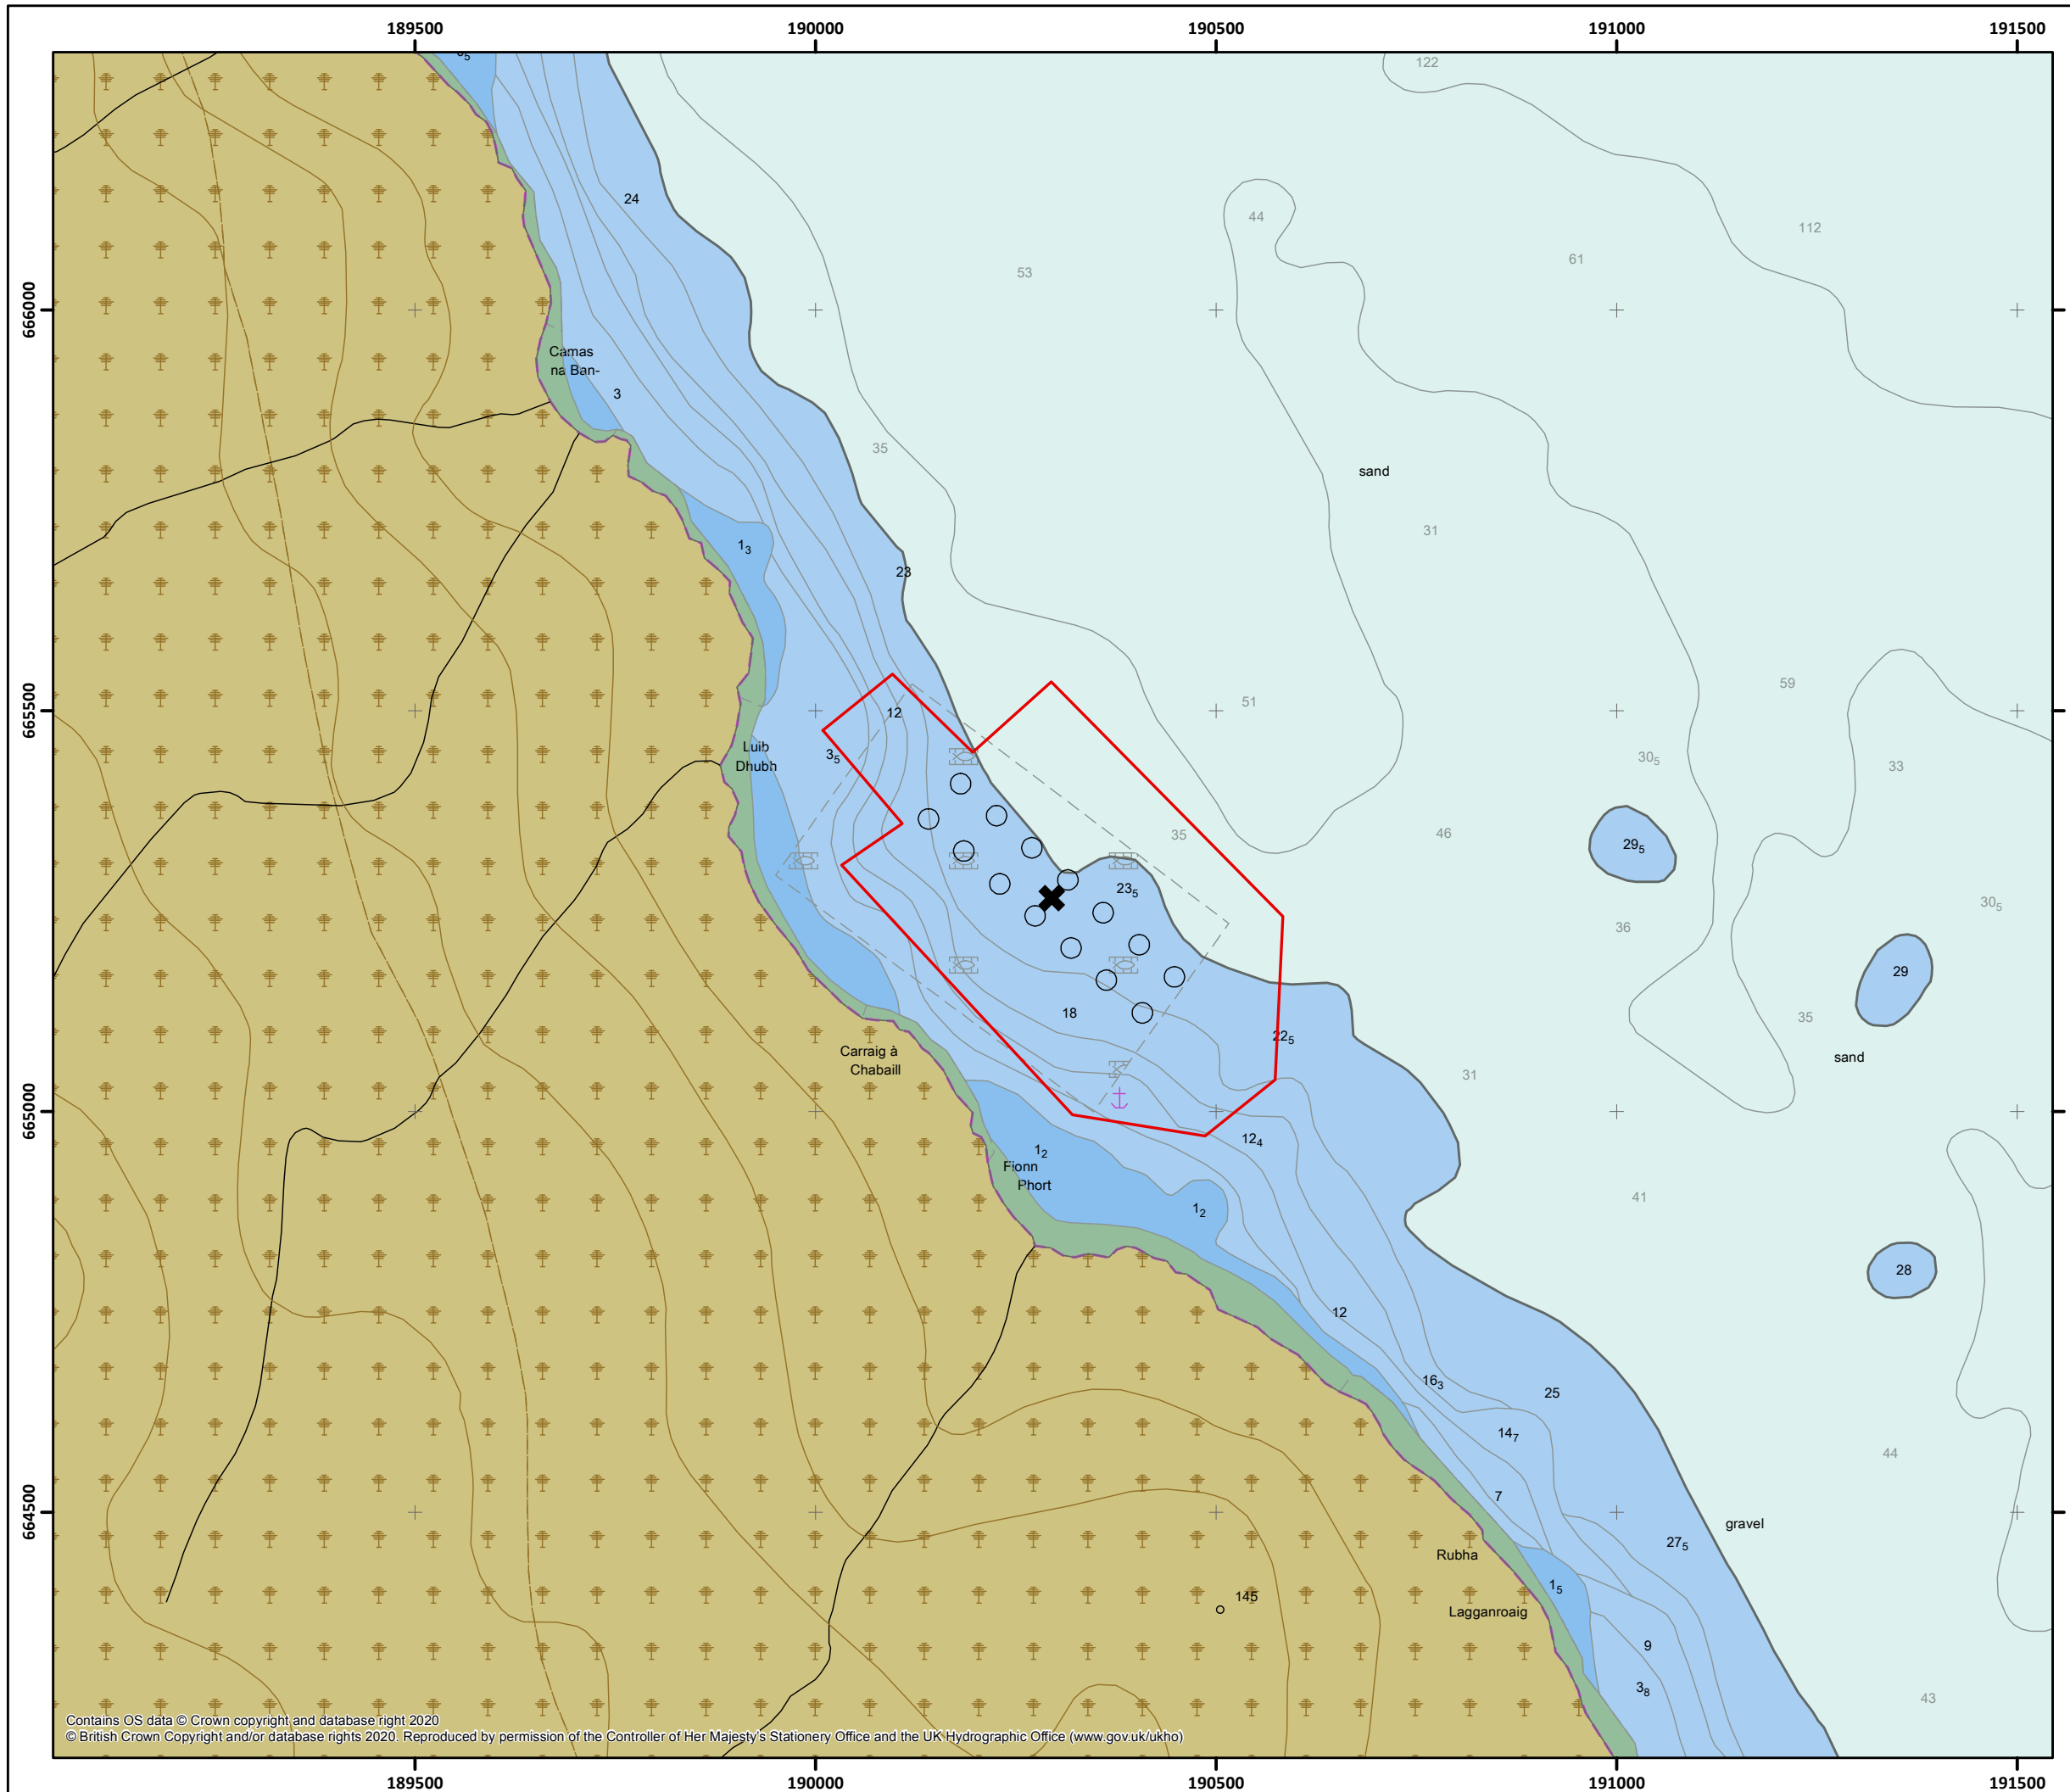 189500 190000 190500 191000 191500
122
24
44
112
53
61
666000
Camas
na Ban-
3
35
sand
31
1₃
23
665500
12
51
59
Luib
Dhubh
3₅
30₅
33
35
46
29₅
23₅
30₅
36
29
18
35
22₅
Carraig à
Chabaill
sand
31
665000
12₄
1₂
Fionn
Phort
41
1₂
28
12
16₃
25
14₇
44
7
664500
gravel
27₅
Rubha
1₅
145
Lagganroaig
9
3₈
43
Contains OS data © Crown copyright and database right 2020
© British Crown Copyright and/or database rights 2020. Reproduced by permission of the Controller of Her Majesty's Stationery Office and the UK Hydrographic Office (www.gov.uk/ukho)
189500 190000 190500 191000 191500